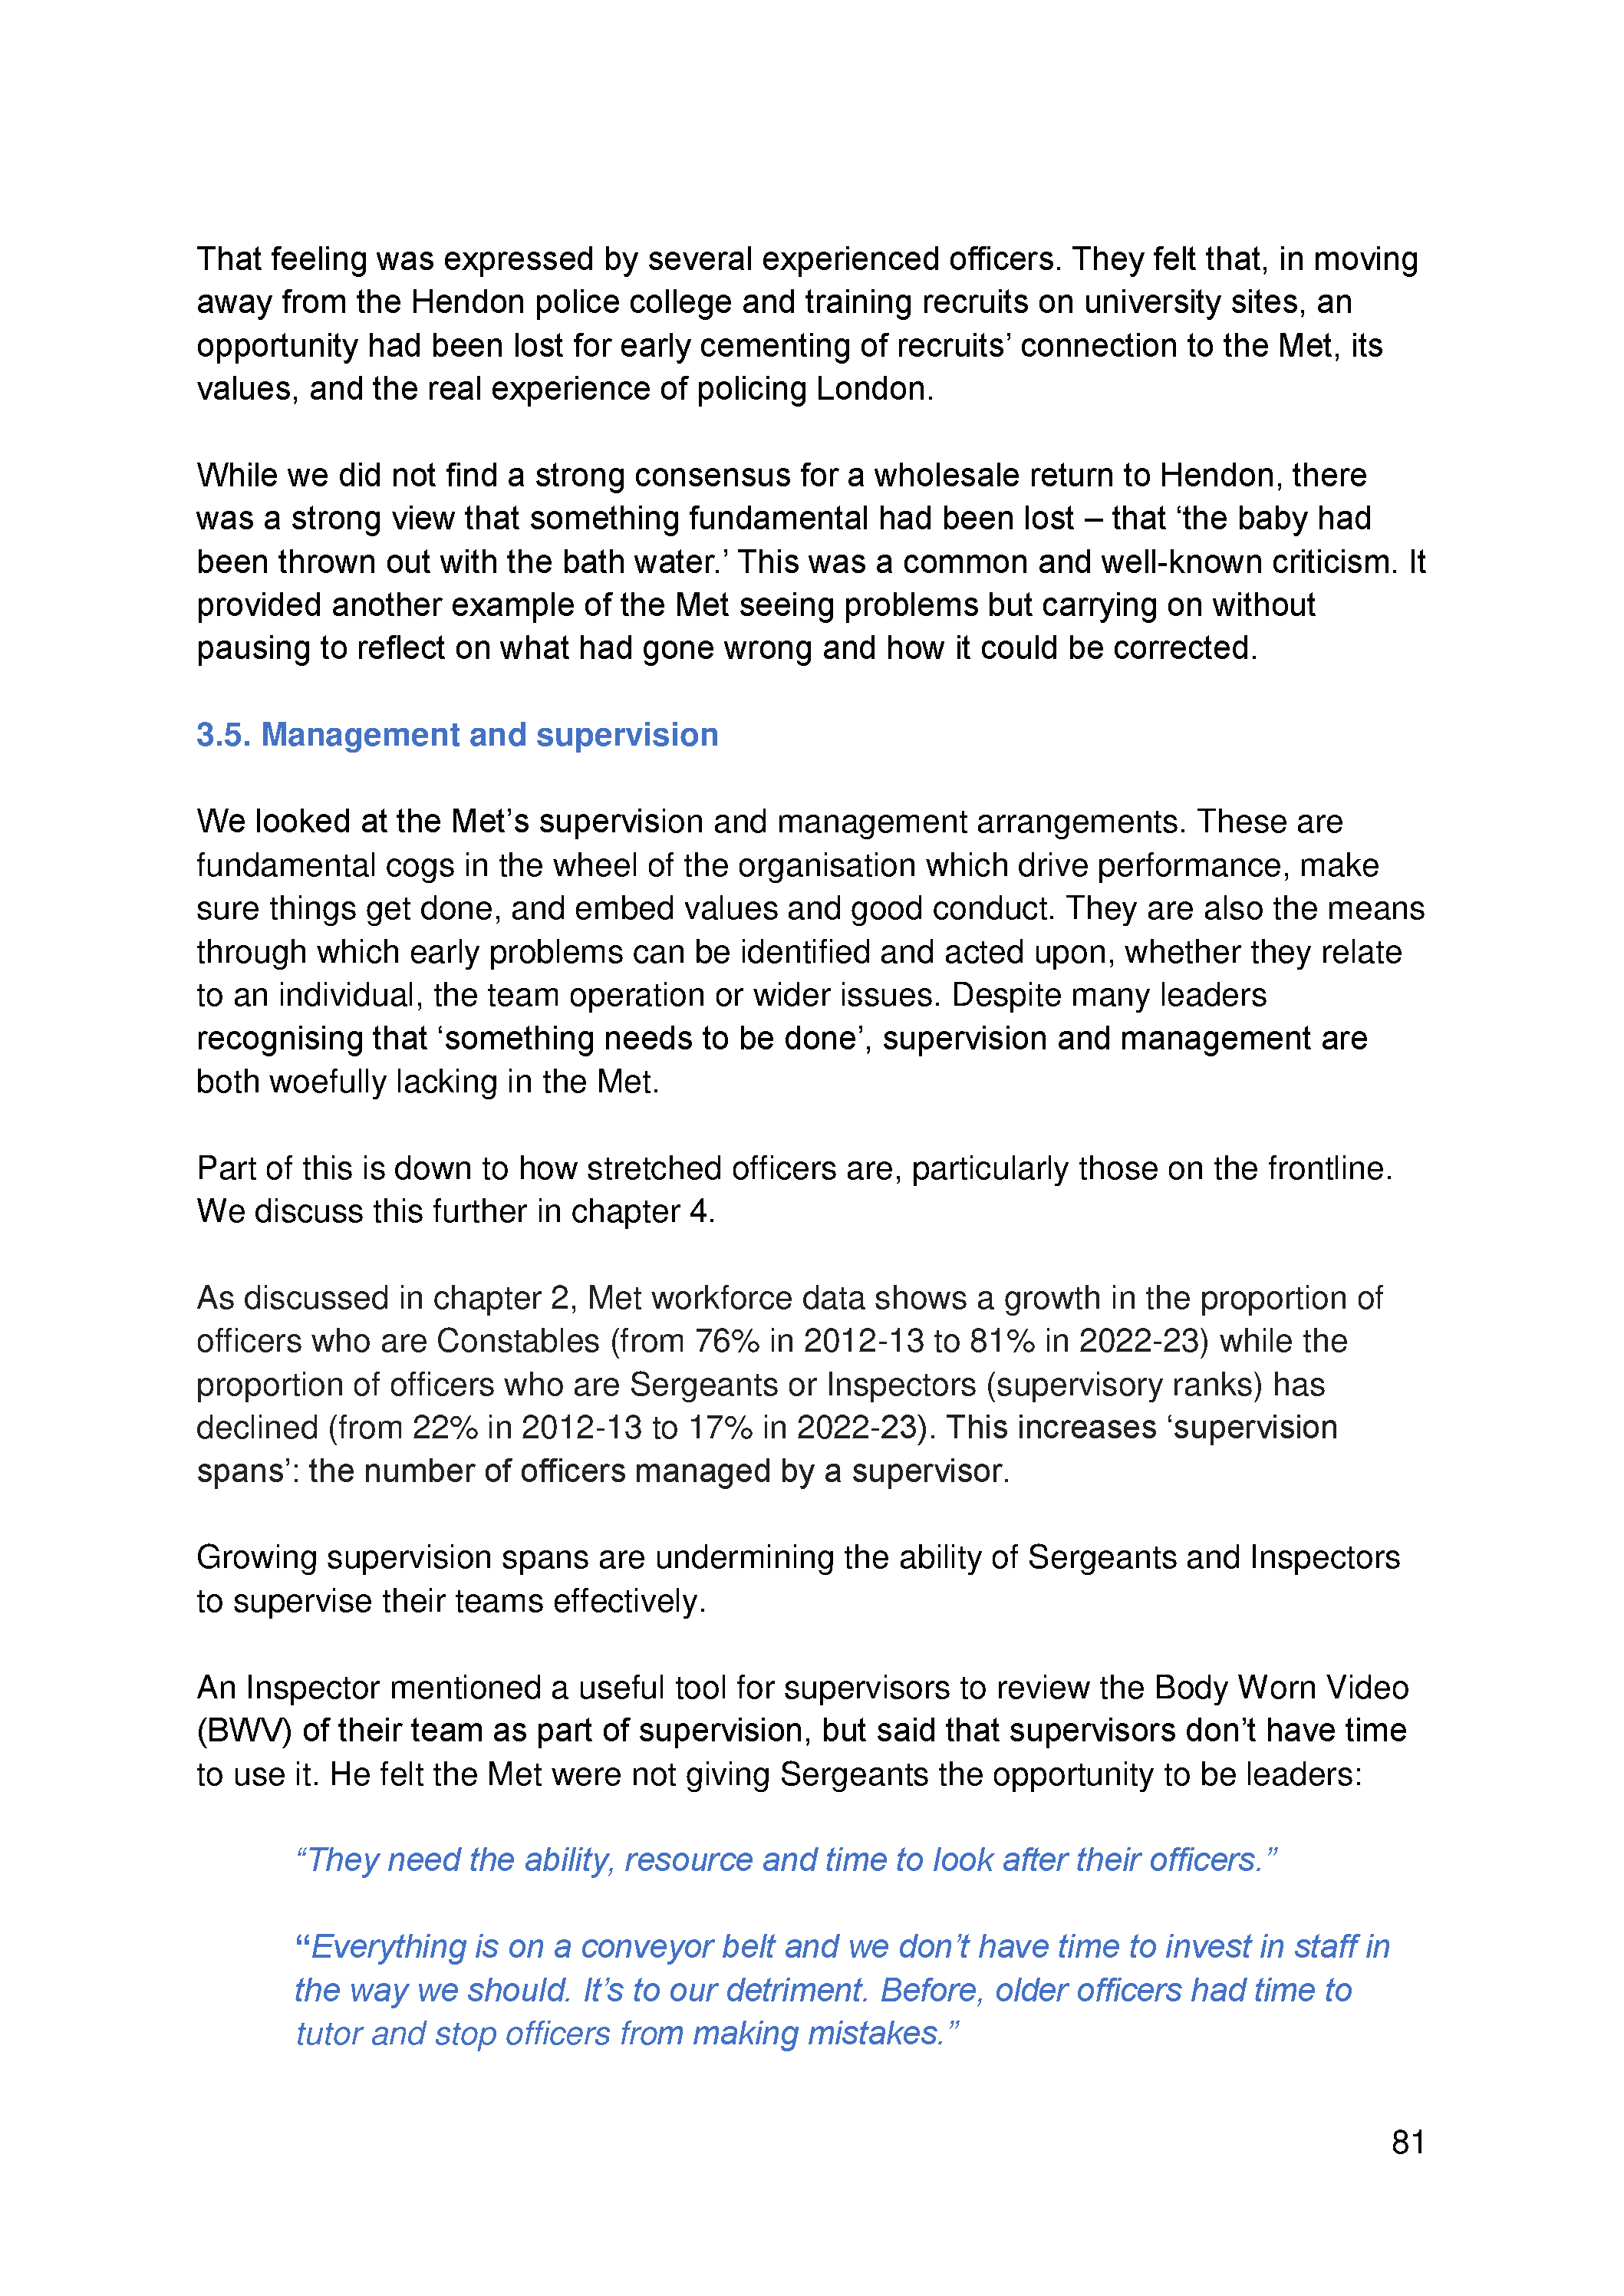 That feeling was expressed by several experienced officers. They felt that, in moving
away from the Hendon police college and training recruits on university sites, an
opportunity had been lost for early cementing of recruits’ connection to the Met, its
values, and the real experience of policing London.
While we did not find a strong consensus for a wholesale return to Hendon, there
was a strong view that something fundamental had been lost – that ‘the baby had
been thrown out with the bath water.’ This was a common and well-known criticism. It
provided another example of the Met seeing problems but carrying on without
pausing to reflect on what had gone wrong and how it could be corrected.
3.5. Management and supervision
We looked at the Met’s supervision and management arrangements. These are
fundamental cogs in the wheel of the organisation which drive performance, make
sure things get done, and embed values and good conduct. They are also the means
through which early problems can be identified and acted upon, whether they relate
to an individual, the team operation or wider issues. Despite many leaders
recognising that ‘something needs to be done’, supervision and management are
both woefully lacking in the Met.
Part of this is down to how stretched officers are, particularly those on the frontline.
We discuss this further in chapter 4.
As discussed in chapter 2, Met workforce data shows a growth in the proportion of
officers who are Constables (from 76% in 2012-13 to 81% in 2022-23) while the
proportion of officers who are Sergeants or Inspectors (supervisory ranks) has
declined (from 22% in 2012-13 to 17% in 2022-23). This increases ‘supervision
spans’: the number of officers managed by a supervisor.
Growing supervision spans are undermining the ability of Sergeants and Inspectors
to supervise their teams effectively.
An Inspector mentioned a useful tool for supervisors to review the Body Worn Video
(BWV) of their team as part of supervision, but said that supervisors don’t have time
to use it. He felt the Met were not giving Sergeants the opportunity to be leaders:
“They need the ability, resource and time to look after their officers.”
“Everything is on a conveyor belt and we don’t have time to invest in staff in
the way we should. It’s to our detriment. Before, older officers had time to
tutor and stop officers from making mistakes.”
81